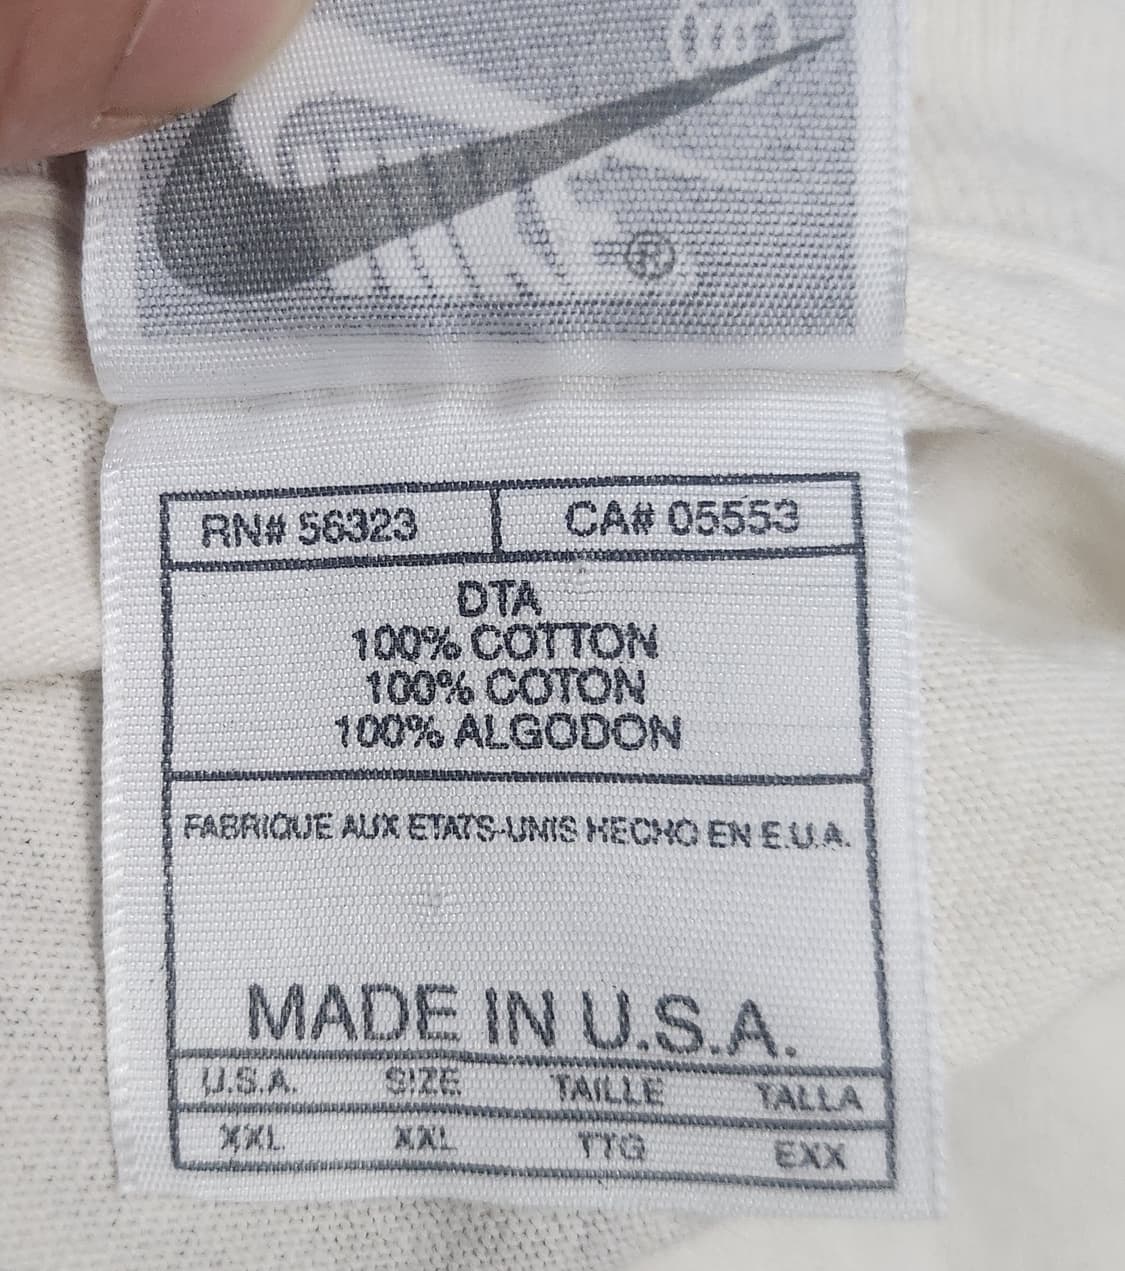 ®
RN# 56323 CA# 05553
DTA
100% COTTON
100% COTON
100% ALGODON
FABRIQUE AUX ETATS-UNIS HECHO EN E.U.A.
MADE IN U.S.A.
U.S.A. SIZE TAILLE TALLA
XXL XXL TTG EXX